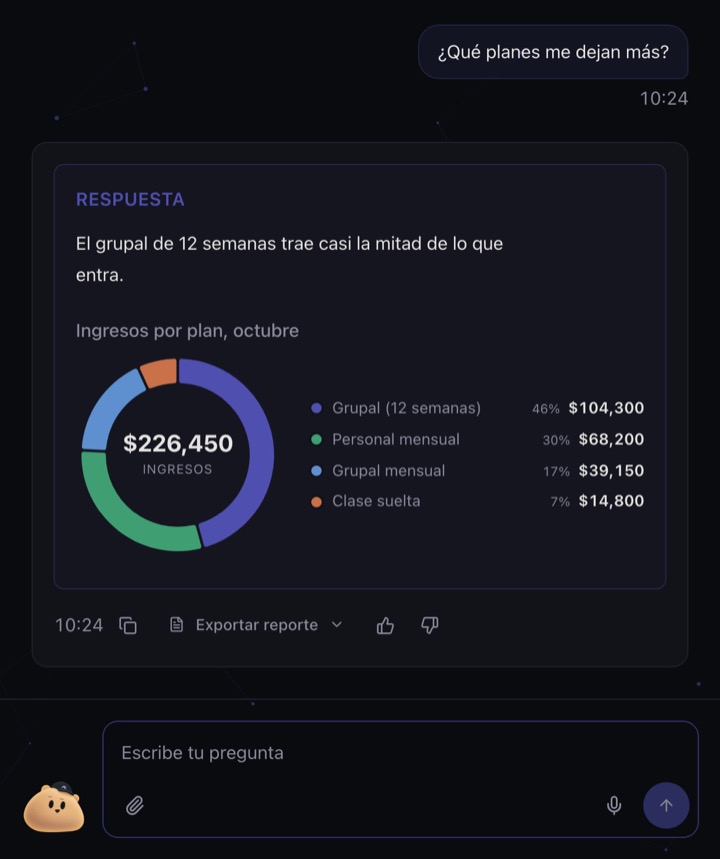 ¿Qué planes me dejan más?
10:24
RESPUESTA
El grupal de 12 semanas trae casi la mitad de lo que
entra.
Ingresos por plan, octubre
$226,450
INGRESOS
Grupal (12 semanas) 46% $104,300
Personal mensual 30% $68,200
Grupal mensual 17% $39,150
Clase suelta 7% $14,800
10:24 Exportar reporte
Escribe tu pregunta